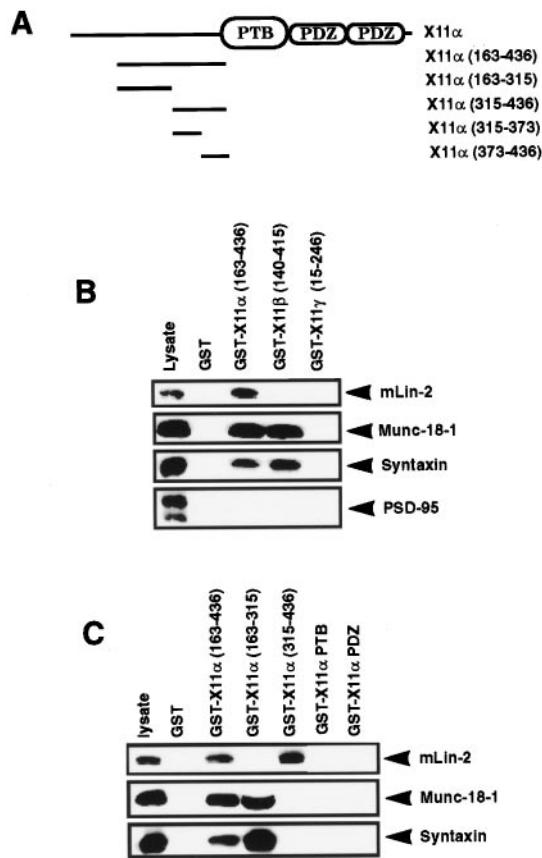 A
PTB PDZ PDZ X11α
X11α (163-436)
X11α (163-315)
X11α (315-436)
X11α (315-373)
X11α (373-436)
B
Lysate
GST
GST-X11α (163-436)
GST-X11β (140-415)
GST-X11γ (15-246)
mLin-2
Munc-18-1
Syntaxin
PSD-95
C
lysate
GST
GST-X11α (163-436)
GST-X11α (163-315)
GST-X11α (315-436)
GST-X11α PTB
GST-X11α PDZ
mLin-2
Munc-18-1
Syntaxin